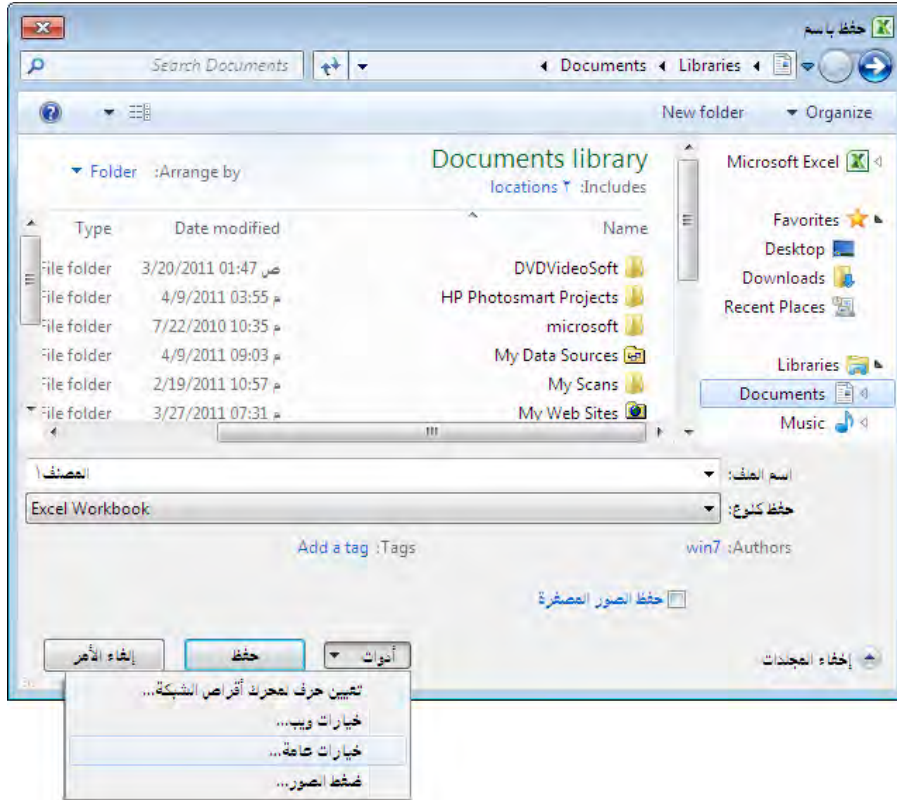 حفظ باسم
Libraries Documents Search Documents
Organize New folder
Microsoft Excel
Favorites
Desktop
Downloads
Recent Places
Libraries
Documents
Music
Documents library
Includes: locations ٢
Arrange by: Folder
Name Date modified Type
DVDVideoSoft 3/20/2011 01:47 ص File folder
HP Photosmart Projects 4/9/2011 03:55 م File folder
microsoft 7/22/2010 10:35 م File folder
My Data Sources 4/9/2011 09:03 م File folder
My Scans 2/19/2011 10:57 م File folder
My Web Sites 3/27/2011 07:31 م File folder
اسم الملف: المصنف١
حفظ كنوع: Excel Workbook
Authors: win7 Tags: Add a tag
حفظ الصور المصغرة
إخفاء المجلدات أدوات حفظ إلغاء الأمر
تعيين حرف لمحرك أقراص الشبكة...
خيارات ويب...
خيارات عامة...
ضغط الصور...